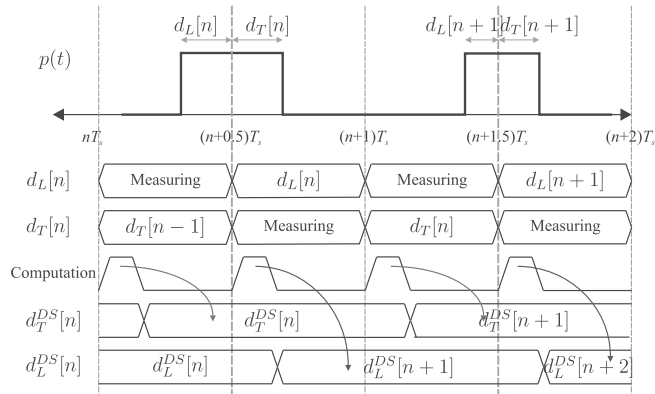 d_L[n] d_T[n] d_L[n+1] d_T[n+1]
p(t)
nT_s (n+0.5)T_s (n+1)T_s (n+1.5)T_s (n+2)T_s
d_L[n] Measuring d_L[n] Measuring d_L[n+1]
d_T[n] d_T[n−1] Measuring d_T[n] Measuring
Computation
d_T^{DS}[n] d_T^{DS}[n] d_T^{DS}[n+1]
d_L^{DS}[n] d_L^{DS}[n] d_L^{DS}[n+1] d_L^{DS}[n+2]